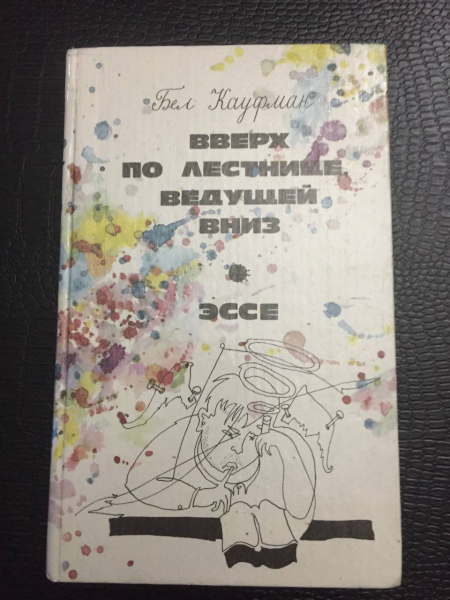 Бел Кауфман
ВВЕРХ
ПО ЛЕСТНИЦЕ,
ВЕДУЩЕЙ
ВНИЗ
ЭССЕ